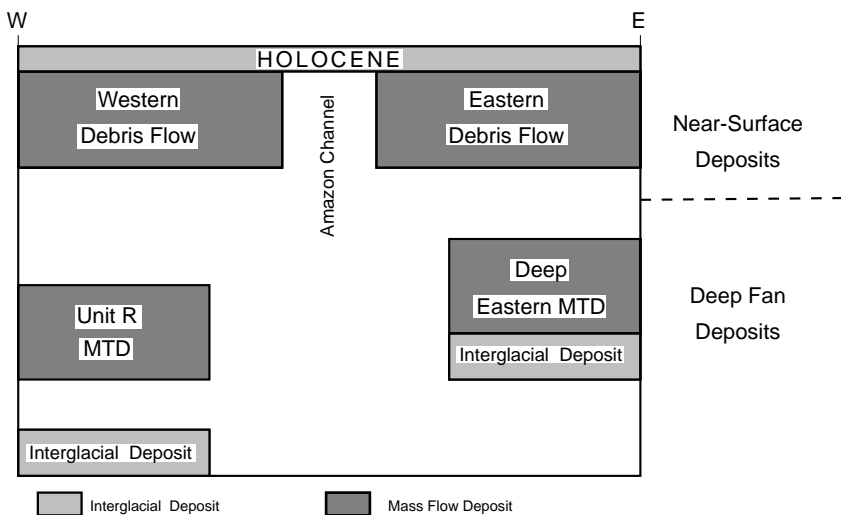 W E
HOLOCENE
Western
Debris Flow
Amazon Channel
Eastern
Debris Flow
Near-Surface
Deposits
Unit R
MTD
Deep
Eastern MTD
Interglacial Deposit
Deep Fan
Deposits
Interglacial Deposit
Interglacial Deposit
Mass Flow Deposit